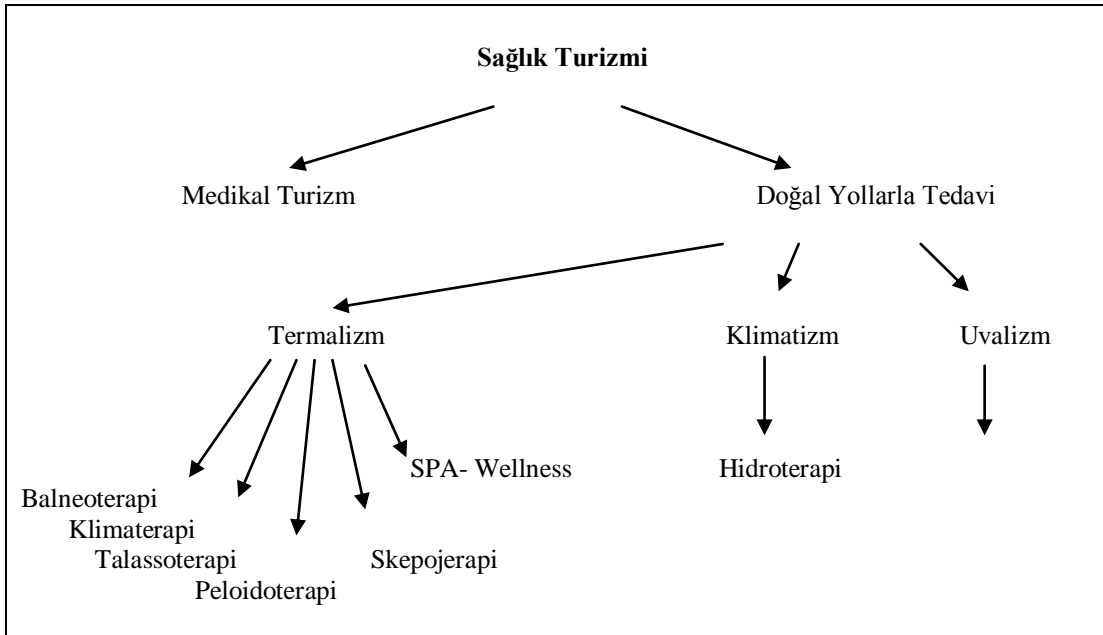 Sağlık Turizmi
Medikal Turizm
Doğal Yollarla Tedavi
Termalizm
Klimatizm
Uvalizm
SPA- Wellness
Hidroterapi
Balneoterapi
Klimaterapi
Talassoterapi
Skepojerapi
Peloidoterapi